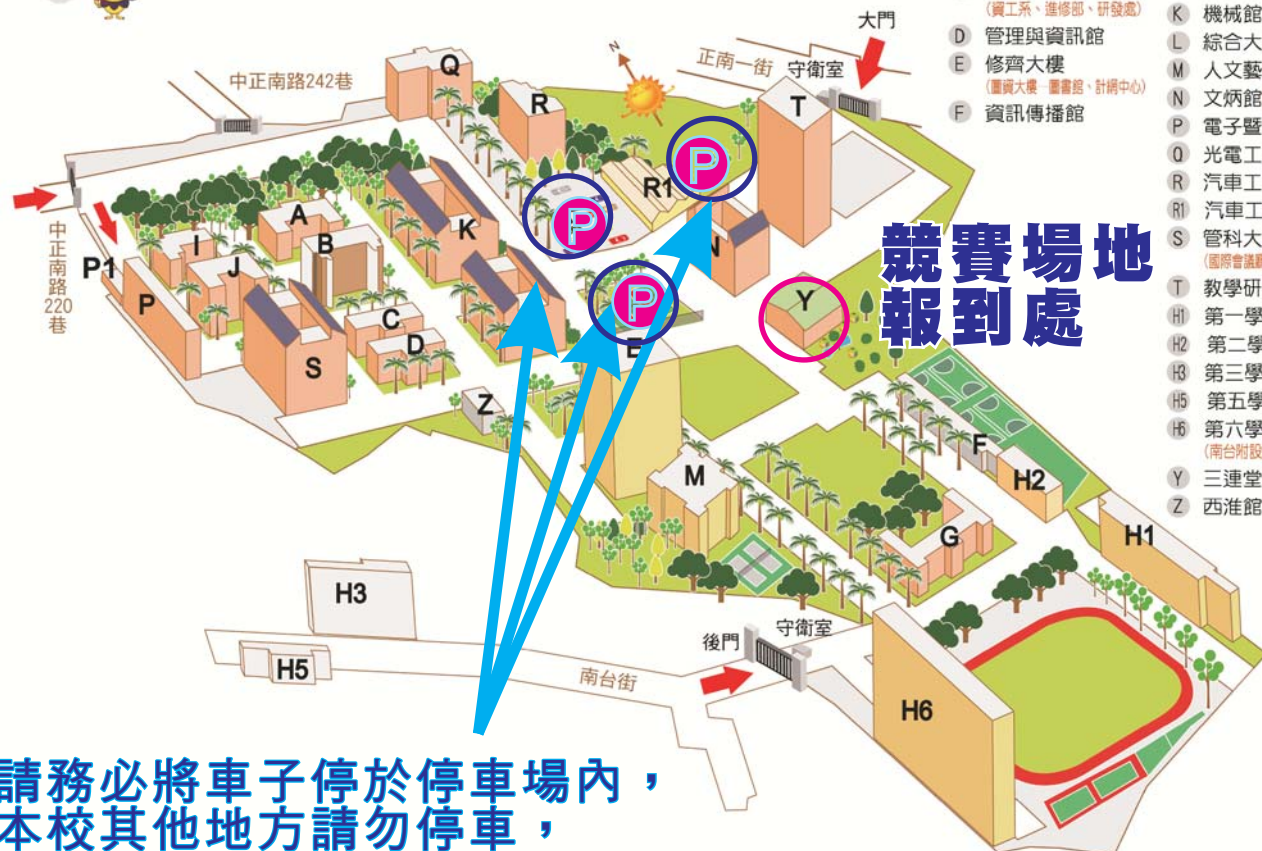 (資工系、進修部、研發處)
D 管理與資訊館
E 修齊大樓
(圖資大樓－圖書館、計網中心)
F 資訊傳播館
K 機械館
L 綜合大
M 人文藝
N 文炳館
P 電子暨
Q 光電工
R 汽車工
R1 汽車工
S 管科大
(國際會議廳
T 教學研
H1 第一學
H2 第二學
H3 第三學
H5 第五學
H6 第六學
(南台附設
Y 三連堂
Z 西淮館
大門
正南一街
守衛室
N
中正南路242巷
Q
R
T
P
R1
P
N
A
K
I
B
J
中正南路220巷
P1
P
P
C
D
S
E
Y
競賽場地
報到處
Z
M
F
H2
G
H1
H3
H5
後門
守衛室
南台街
H6
請務必將車子停於停車場內，
本校其他地方請勿停車，